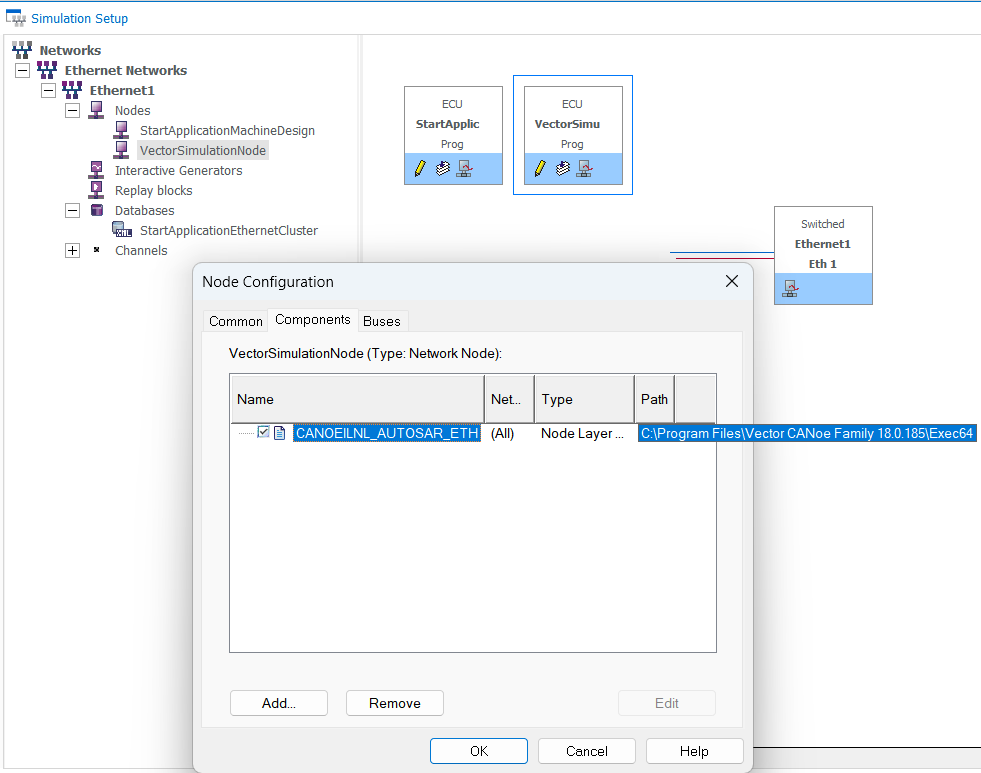 Simulation Setup
Networks
Ethernet Networks
Ethernet1
Nodes
StartApplicationMachineDesign
VectorSimulationNode
Interactive Generators
Replay blocks
Databases
StartApplicationEthernetCluster
Channels
ECU
StartApplic
Prog
ECU
VectorSimu
Prog
Switched
Ethernet1
Eth 1
Node Configuration
Common Components Buses
VectorSimulationNode (Type: Network Node):
Name Net... Type Path
CANOEILNL_AUTOSAR_ETH (All) Node Layer ... C:\Program Files\Vector CANoe Family 18.0.185\Exec64
Add... Remove Edit
OK Cancel Help